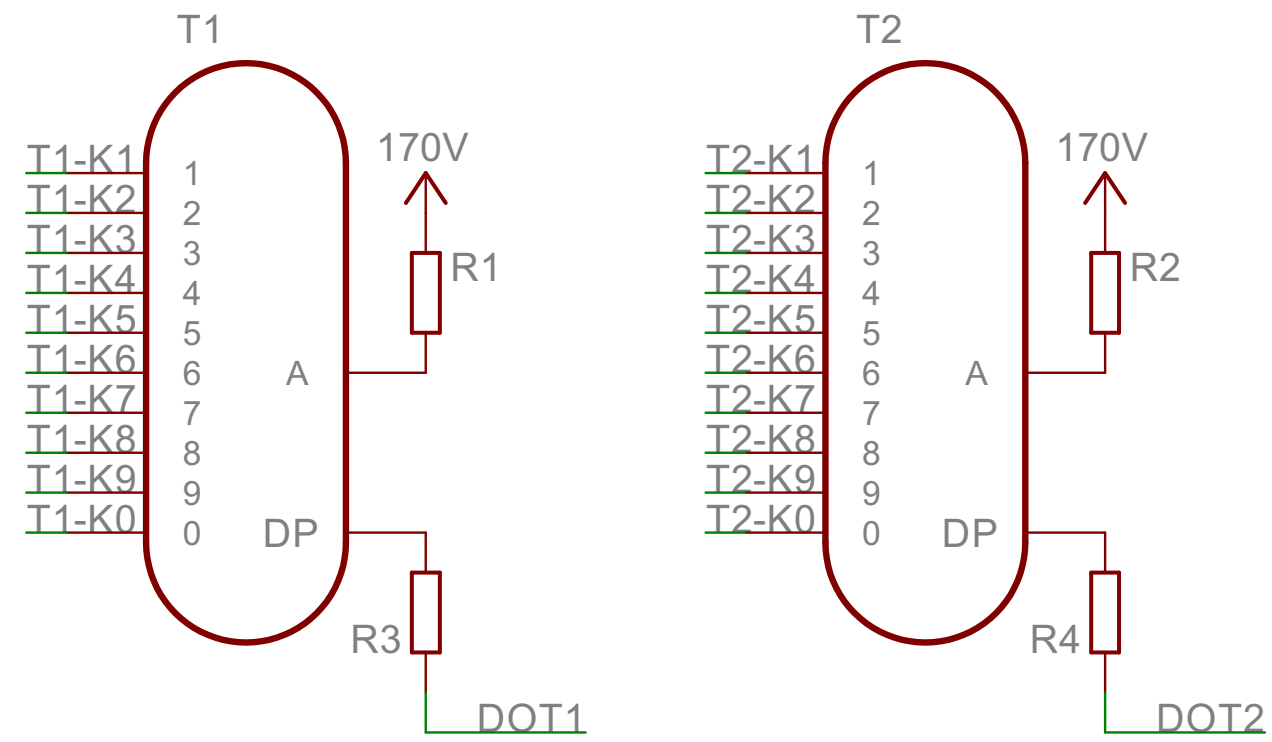 T1
T2
170V
170V
T1-K1
1
T2-K1
1
T1-K2
2
T2-K2
2
T1-K3
3
R1
T2-K3
3
R2
T1-K4
4
T2-K4
4
T1-K5
5
T2-K5
5
T1-K6
6
A
T2-K6
6
A
T1-K7
7
T2-K7
7
T1-K8
8
T2-K8
8
T1-K9
9
T2-K9
9
T1-K0
0
DP
T2-K0
0
DP
R3
R4
DOT1
DOT2